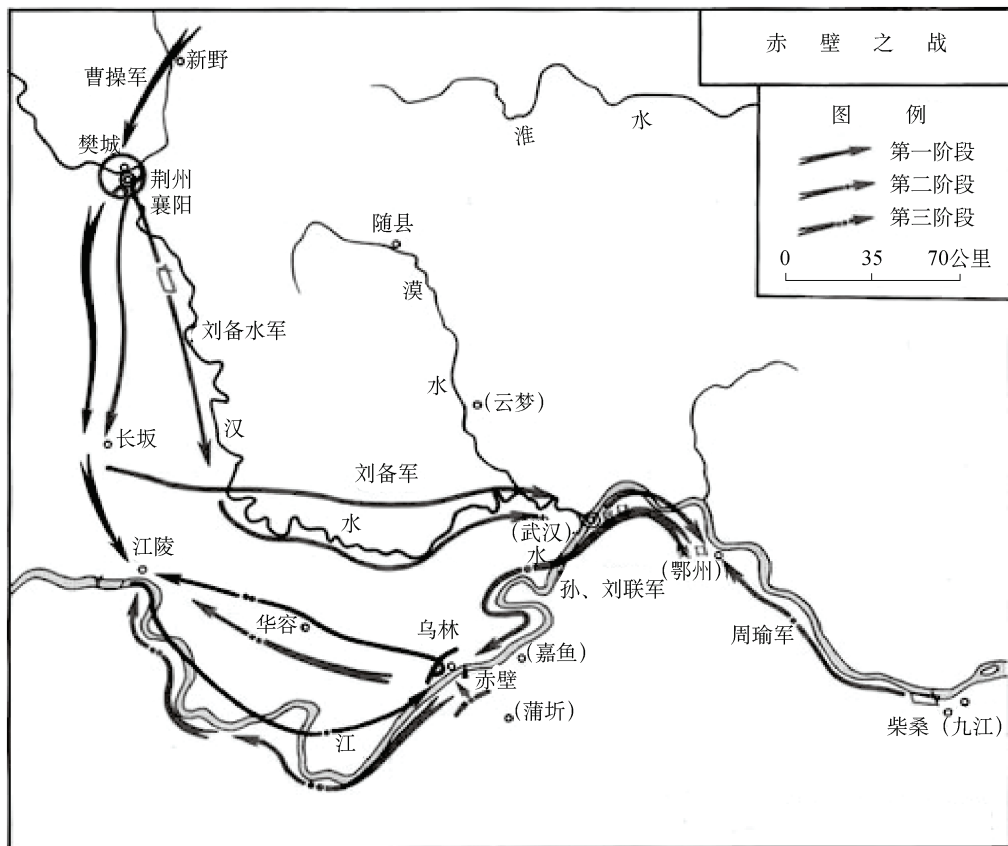 赤壁之战
图例
第一阶段
第二阶段
第三阶段
0 35 70公里
新野
曹操军
樊城
荆州
襄阳
淮
水
随县
漠
水
刘备水军
汉
(云梦)
长坂
刘备军
水
(武汉)
江陵
水
(鄂州)
孙、刘联军
华容
乌林
周瑜军
(嘉鱼)
赤壁
(蒲圻)
柴桑(九江)
江